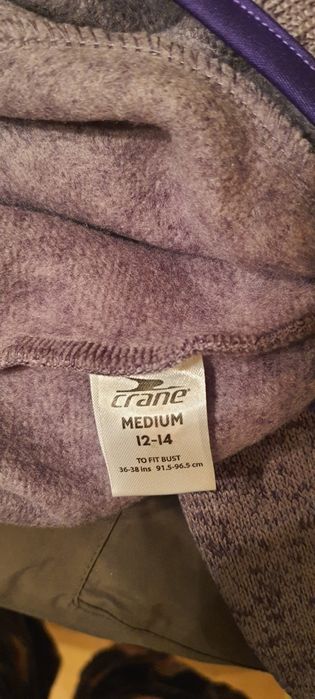 crane®
MEDIUM
12-14
TO FIT BUST
36-38 ins 91.5-96.5 cm